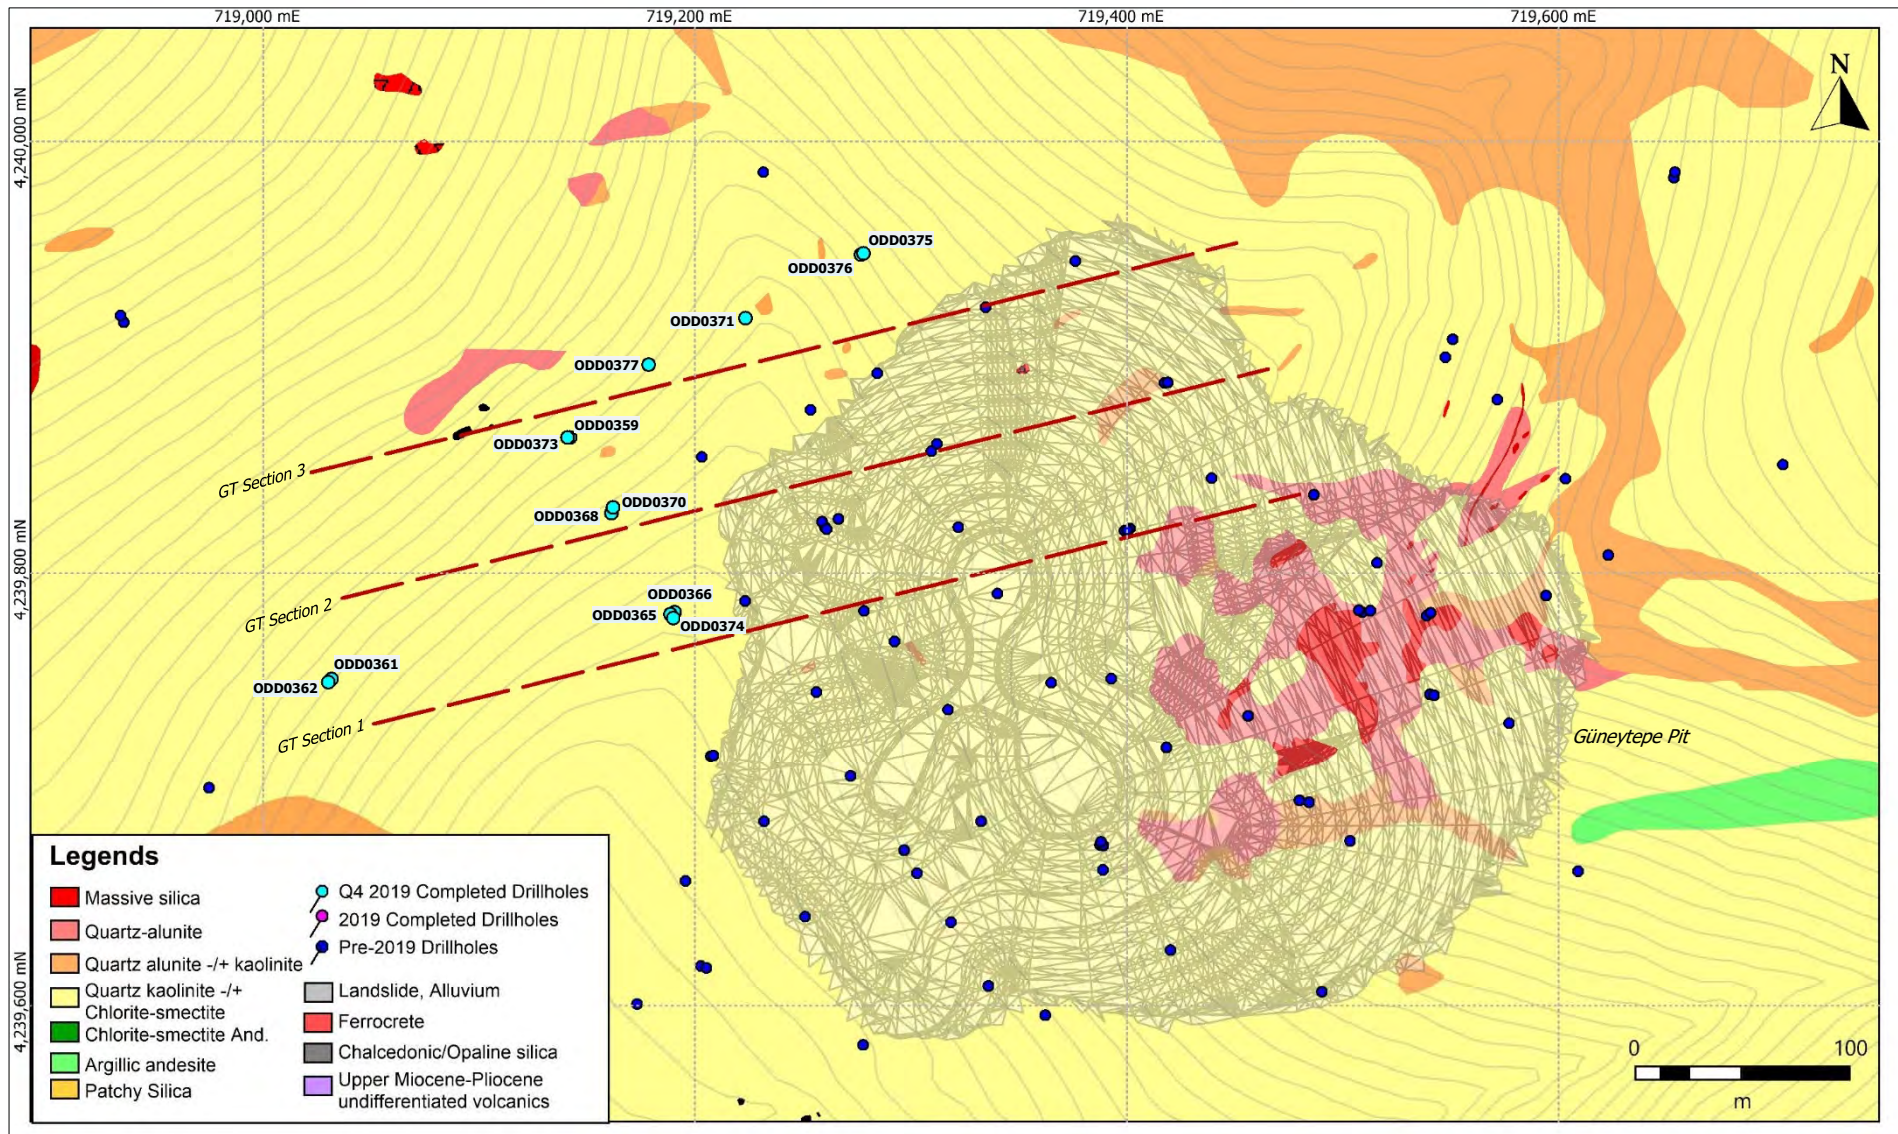 719,000 mE
719,200 mE
719,400 mE
719,600 mE
N
4,240,000 mN
4,239,800 mN
4,239,600 mN
ODD0375
ODD0376
ODD0371
ODD0377
ODD0359
ODD0373
GT Section 3
ODD0370
ODD0368
ODD0366
ODD0365
ODD0374
GT Section 2
ODD0361
ODD0362
GT Section 1
Güneytepe Pit
Legends
Massive silica
Quartz-alunite
Quartz alunite -/+ kaolinite
Quartz kaolinite -/+
Chlorite-smectite
Chlorite-smectite And.
Argillic andesite
Patchy Silica
Q4 2019 Completed Drillholes
2019 Completed Drillholes
Pre-2019 Drillholes
Landslide, Alluvium
Ferrocrete
Chalcedonic/Opaline silica
Upper Miocene-Pliocene
undifferentiated volcanics
0 100
m